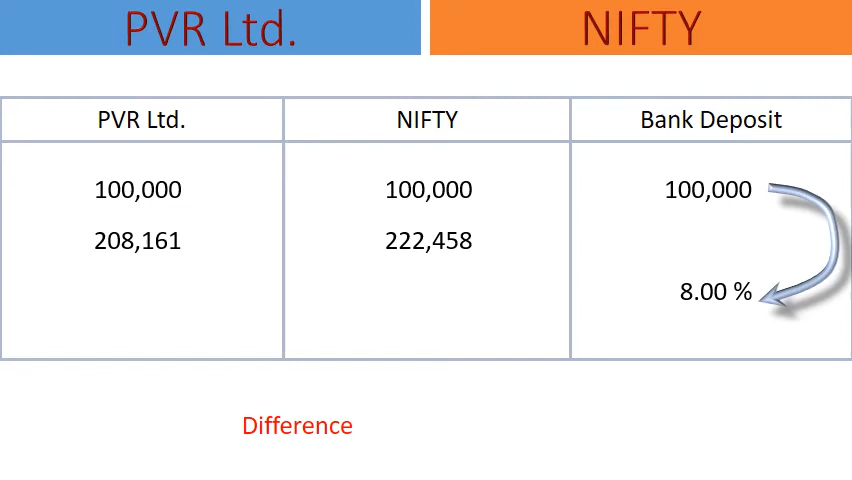 PVR Ltd. NIFTY
PVR Ltd. NIFTY Bank Deposit
100,000 100,000 100,000
208,161 222,458
8.00 %
Difference